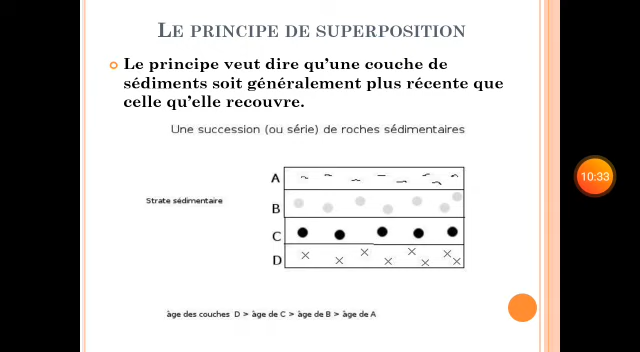 LE PRINCIPE DE SUPERPOSITION
Le principe veut dire qu’une couche de
sédiments soit généralement plus récente que
celle qu’elle recouvre.
Une succession (ou série) de roches sédimentaires
A
Strate sédimentaire
B
C
D
âge des couches D > âge de C > âge de B > âge de A
10:33